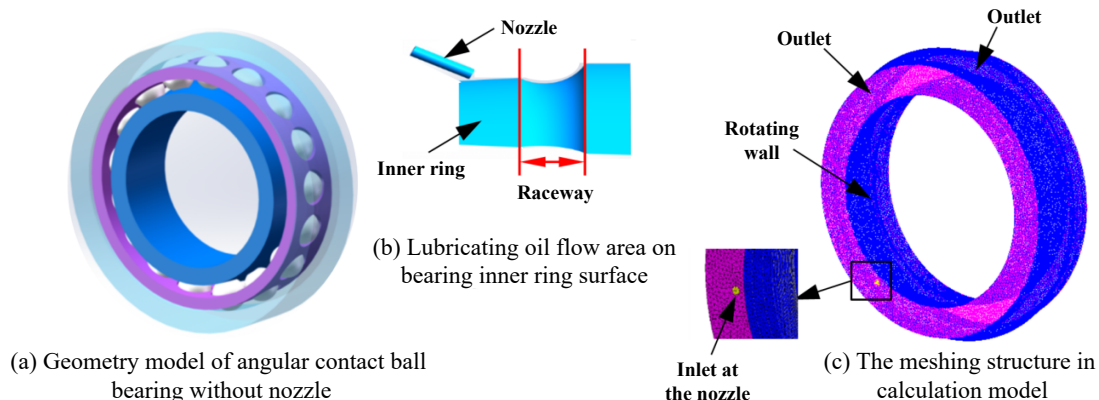 Nozzle
Inner ring
Raceway
(b) Lubricating oil flow area on
bearing inner ring surface
(a) Geometry model of angular contact ball
bearing without nozzle
Outlet
Outlet
Rotating
wall
Inlet at
the nozzle
(c) The meshing structure in
calculation model